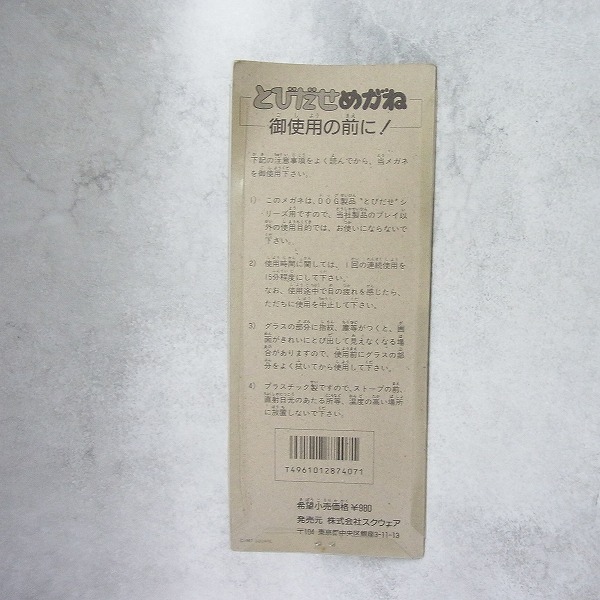 とびだせめがね
御使用の前に!
下記の注意事項をよく読んでから、当メガネ
を御使用下さい。
1) このメガネは、DOG製品"とびだせ"シ
リーズ用ですので、当社製品のプレイ以
外の使用目的では、お使いにならないで
下さい。
2) 使用時間に関しては、1回の連続使用を
15分程度にして下さい。
なお、使用途中で目の疲れを感じたら、
ただちに使用を中止して下さい。
3) グラスの部分に指紋、塵等がつくと、画
面がきれいにとび出して見えなくなる場
合がありますので、使用前にグラスの部
分をよく拭いてから使用して下さい。
4) プラスチック製ですので、ストーブの前、
直射日光のあたる所等、温度の高い場所
に放置しないで下さい。
T4961012874071
希望小売価格 ¥980
発売元 株式会社スクウェア
〒104 東京都中央区銀座3-11-13